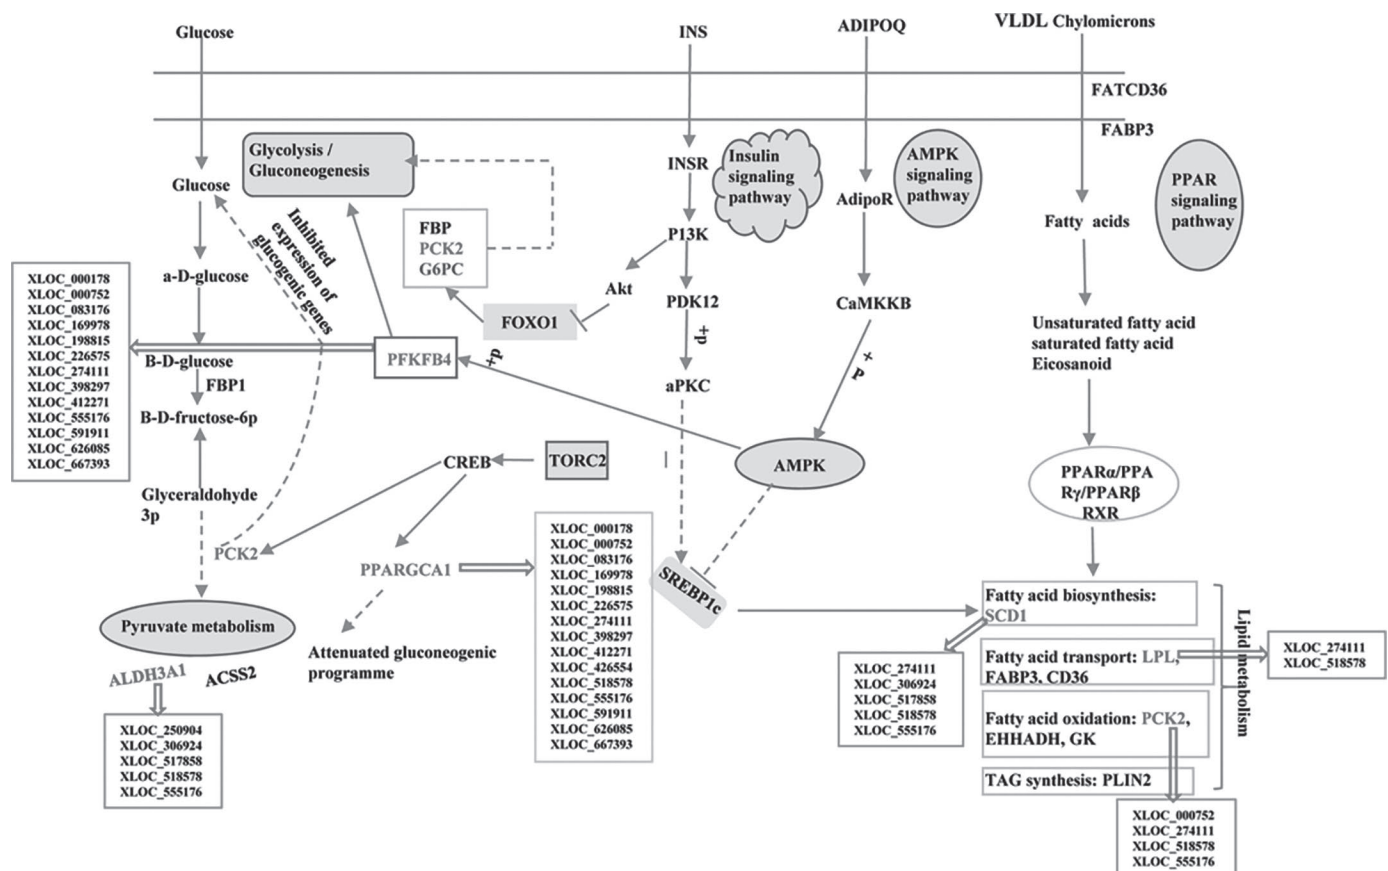 Glucose
INS
ADIPOQ
VLDL Chylomicrons
FATCD36
FABP3
Glycolysis /
Gluconeogenesis
Glucose
INSR
Insulin
signaling
pathway
AMPK
signaling
pathway
AdipoR
PPAR
signaling
pathway
Fatty acids
Inhibited
expression of
glucogenic genes
FBP
PCK2
G6PC
P13K
Akt
a-D-glucose
PDK12
CaMKKB
FOXO1
+p
+ P
Unsaturated fatty acid
saturated fatty acid
Eicosanoid
XLOC_000178
XLOC_000752
XLOC_083176
XLOC_169978
XLOC_198815
XLOC_226575
XLOC_274111
XLOC_398297
XLOC_412271
XLOC_555176
XLOC_591911
XLOC_626085
XLOC_667393
B-D-glucose
PFKFB4
+p
aPKC
FBP1
B-D-fructose-6p
CREB
TORC2
AMPK
PPARα/PPA
Rγ/PPARβ
RXR
Glyceraldohyde
3p
PCK2
PPARGCA1
XLOC_000178
XLOC_000752
XLOC_083176
XLOC_169978
XLOC_198815
XLOC_226575
XLOC_274111
XLOC_398297
XLOC_412271
XLOC_426554
XLOC_518578
XLOC_555176
XLOC_591911
XLOC_626085
XLOC_667393
SREBP1c
Pyruvate metabolism
Attenuated gluconeogenic
programme
ALDH3A1
ACSS2
XLOC_250904
XLOC_306924
XLOC_517858
XLOC_518578
XLOC_555176
Fatty acid biosynthesis:
SCD1
XLOC_274111
XLOC_306924
XLOC_517858
XLOC_518578
XLOC_555176
Fatty acid transport: LPL,
FABP3, CD36
XLOC_274111
XLOC_518578
Lipid metabolism
Fatty acid oxidation: PCK2,
EHHADH, GK
TAG synthesis: PLIN2
XLOC_000752
XLOC_274111
XLOC_518578
XLOC_555176